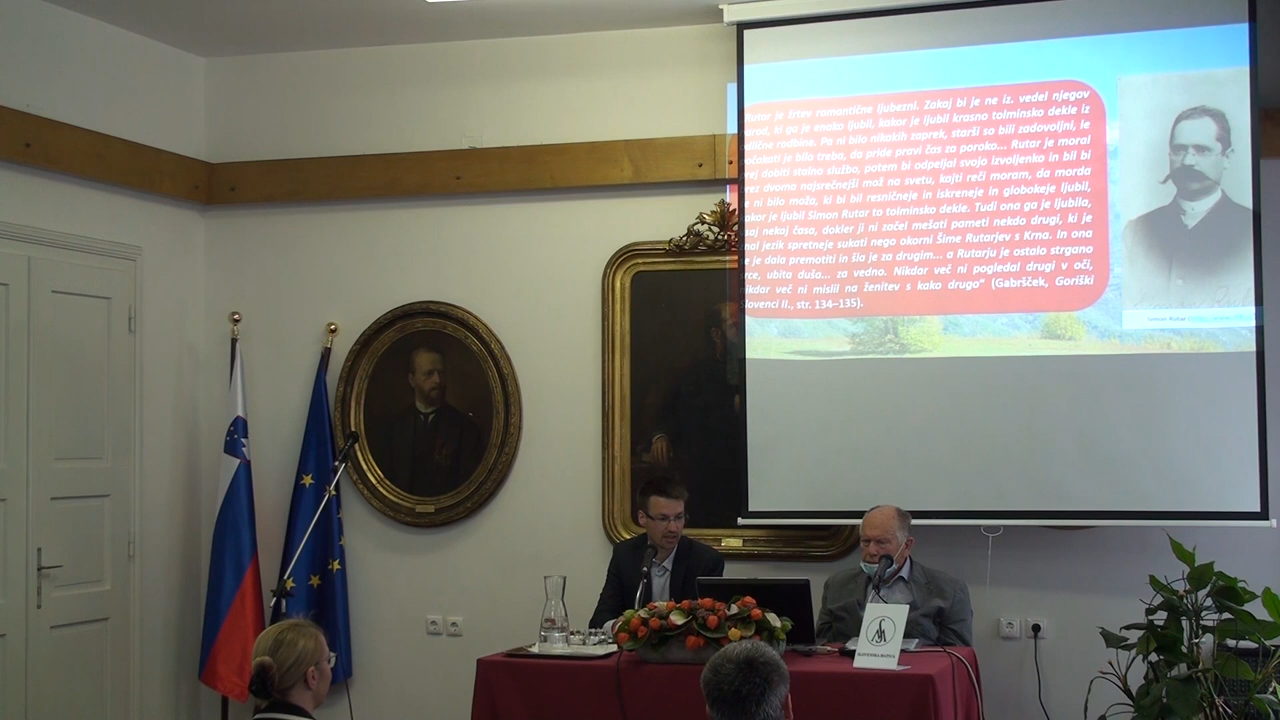 Rutar je žrtev romantične ljubezni. Zakaj bi je ne iz. vedel njegov
narod, ki ga je enako ljubil, kakor je ljubil krasno tolminsko dekle iz
odlične rodbine. Pa ni bilo nikakih zaprek, starši so bili zadovoljni, le
počakati je bilo treba, da pride pravi čas za poroko... Rutar je moral
prej dobiti stalno službo, potem bi odpeljal svojo izvoljenko in bil bi
brez dvoma najsrečnejši mož na svetu, kajti reči moram, da morda
še ni bilo moža, ki bi bil resničneje in iskreneje in globokeje ljubil,
kakor je ljubil Simon Rutar to tolminsko dekle. Tudi ona ga je ljubila,
vsaj nekaj časa, dokler ji ni začel mešati pameti nekdo drugi, ki je
znal jezik spretneje sukati nego okorni Šime Rutarjev s Krna. In ona
se je dala premotiti in šla je za drugim... a Rutarju je ostalo strgano
srce, ubita duša... za vedno. Nikdar več ni pogledal drugi v oči,
nikdar več ni mislil na ženitev s kako drugo“ (Gabršček, Goriški
Slovenci II., str. 134–135).
Simon Rutar
SLOVENSKA MATICA